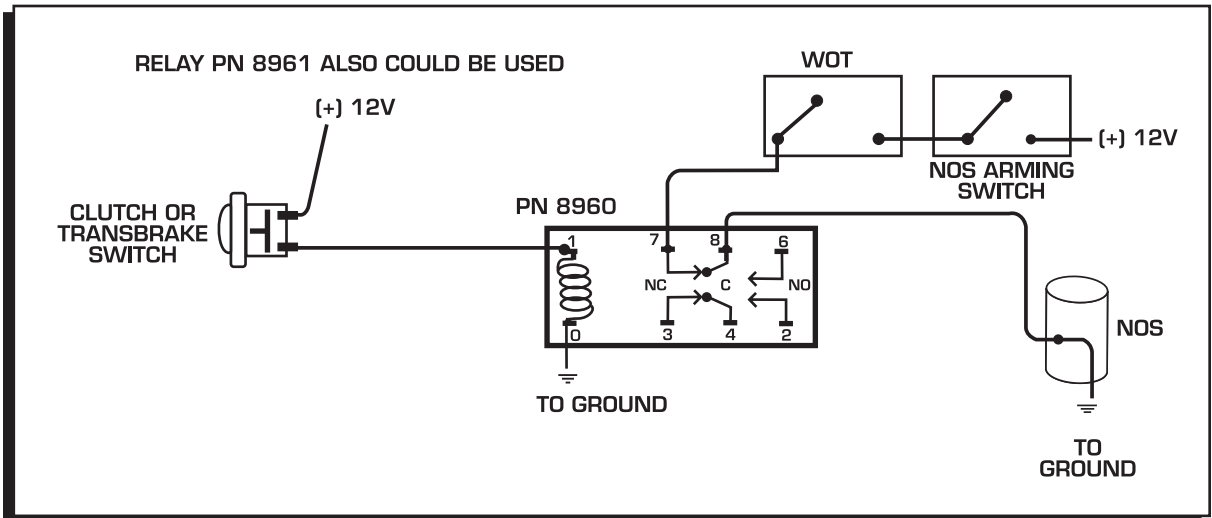 RELAY PN 8961 ALSO COULD BE USED
(+) 12V
WOT
(+) 12V
NOS ARMING
SWITCH
CLUTCH OR
TRANSBRAKE
SWITCH
PN 8960
1
7
8
6
NC
C
NO
0
3
4
2
TO GROUND
NOS
TO
GROUND